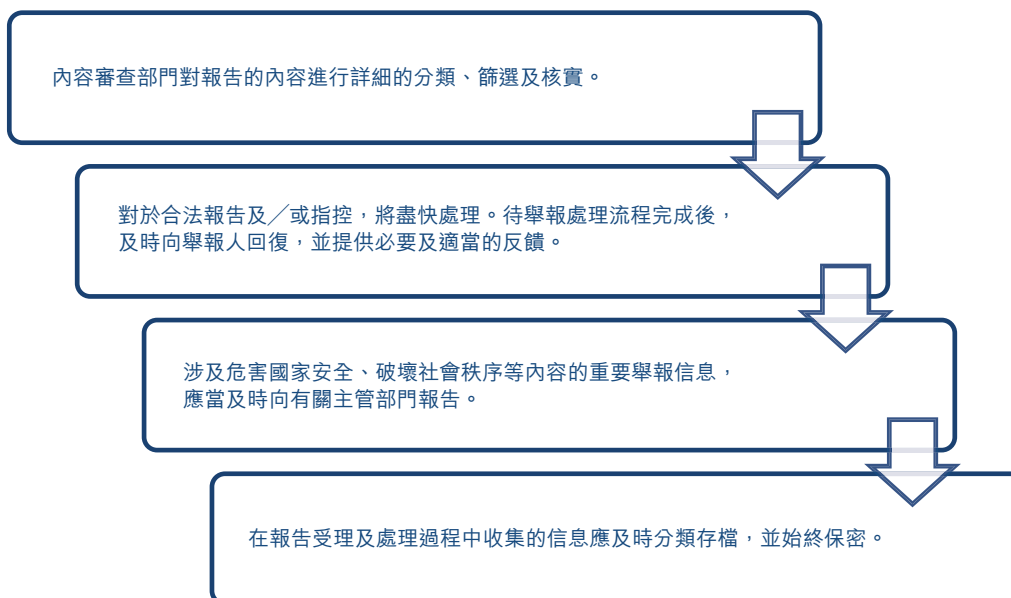 內容審查部門對報告的內容進行詳細的分類、篩選及核實。
對於合法報告及／或指控，將盡快處理。待舉報處理流程完成後，
及時向舉報人回復，並提供必要及適當的反饋。
涉及危害國家安全、破壞社會秩序等內容的重要舉報信息，
應當及時向有關主管部門報告。
在報告受理及處理過程中收集的信息應及時分類存檔，並始終保密。